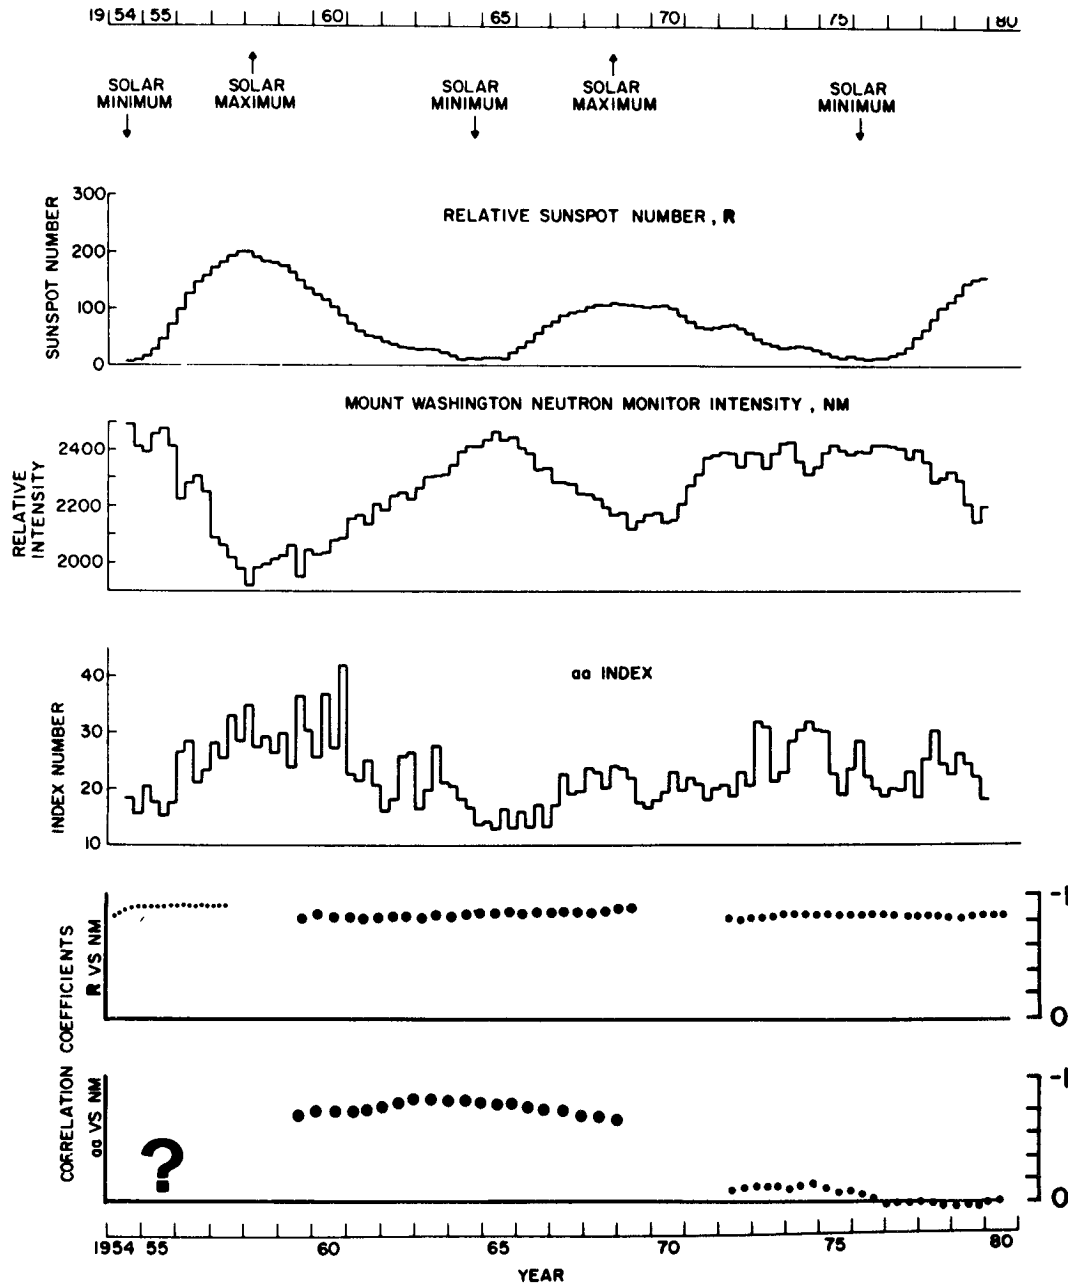 1954 55 60 65 70 75 80
SOLAR MINIMUM
SOLAR MAXIMUM
SOLAR MINIMUM
SOLAR MAXIMUM
SOLAR MINIMUM
RELATIVE SUNSPOT NUMBER, R
SUNSPOT NUMBER
300
200
100
0
MOUNT WASHINGTON NEUTRON MONITOR INTENSITY, NM
RELATIVE
INTENSITY
2400
2200
2000
aa INDEX
INDEX NUMBER
40
30
20
10
CORRELATION COEFFICIENTS
R VS NM
-1
0
aa VS NM
-1
0
?
1954 55 60 65 70 75 80
YEAR